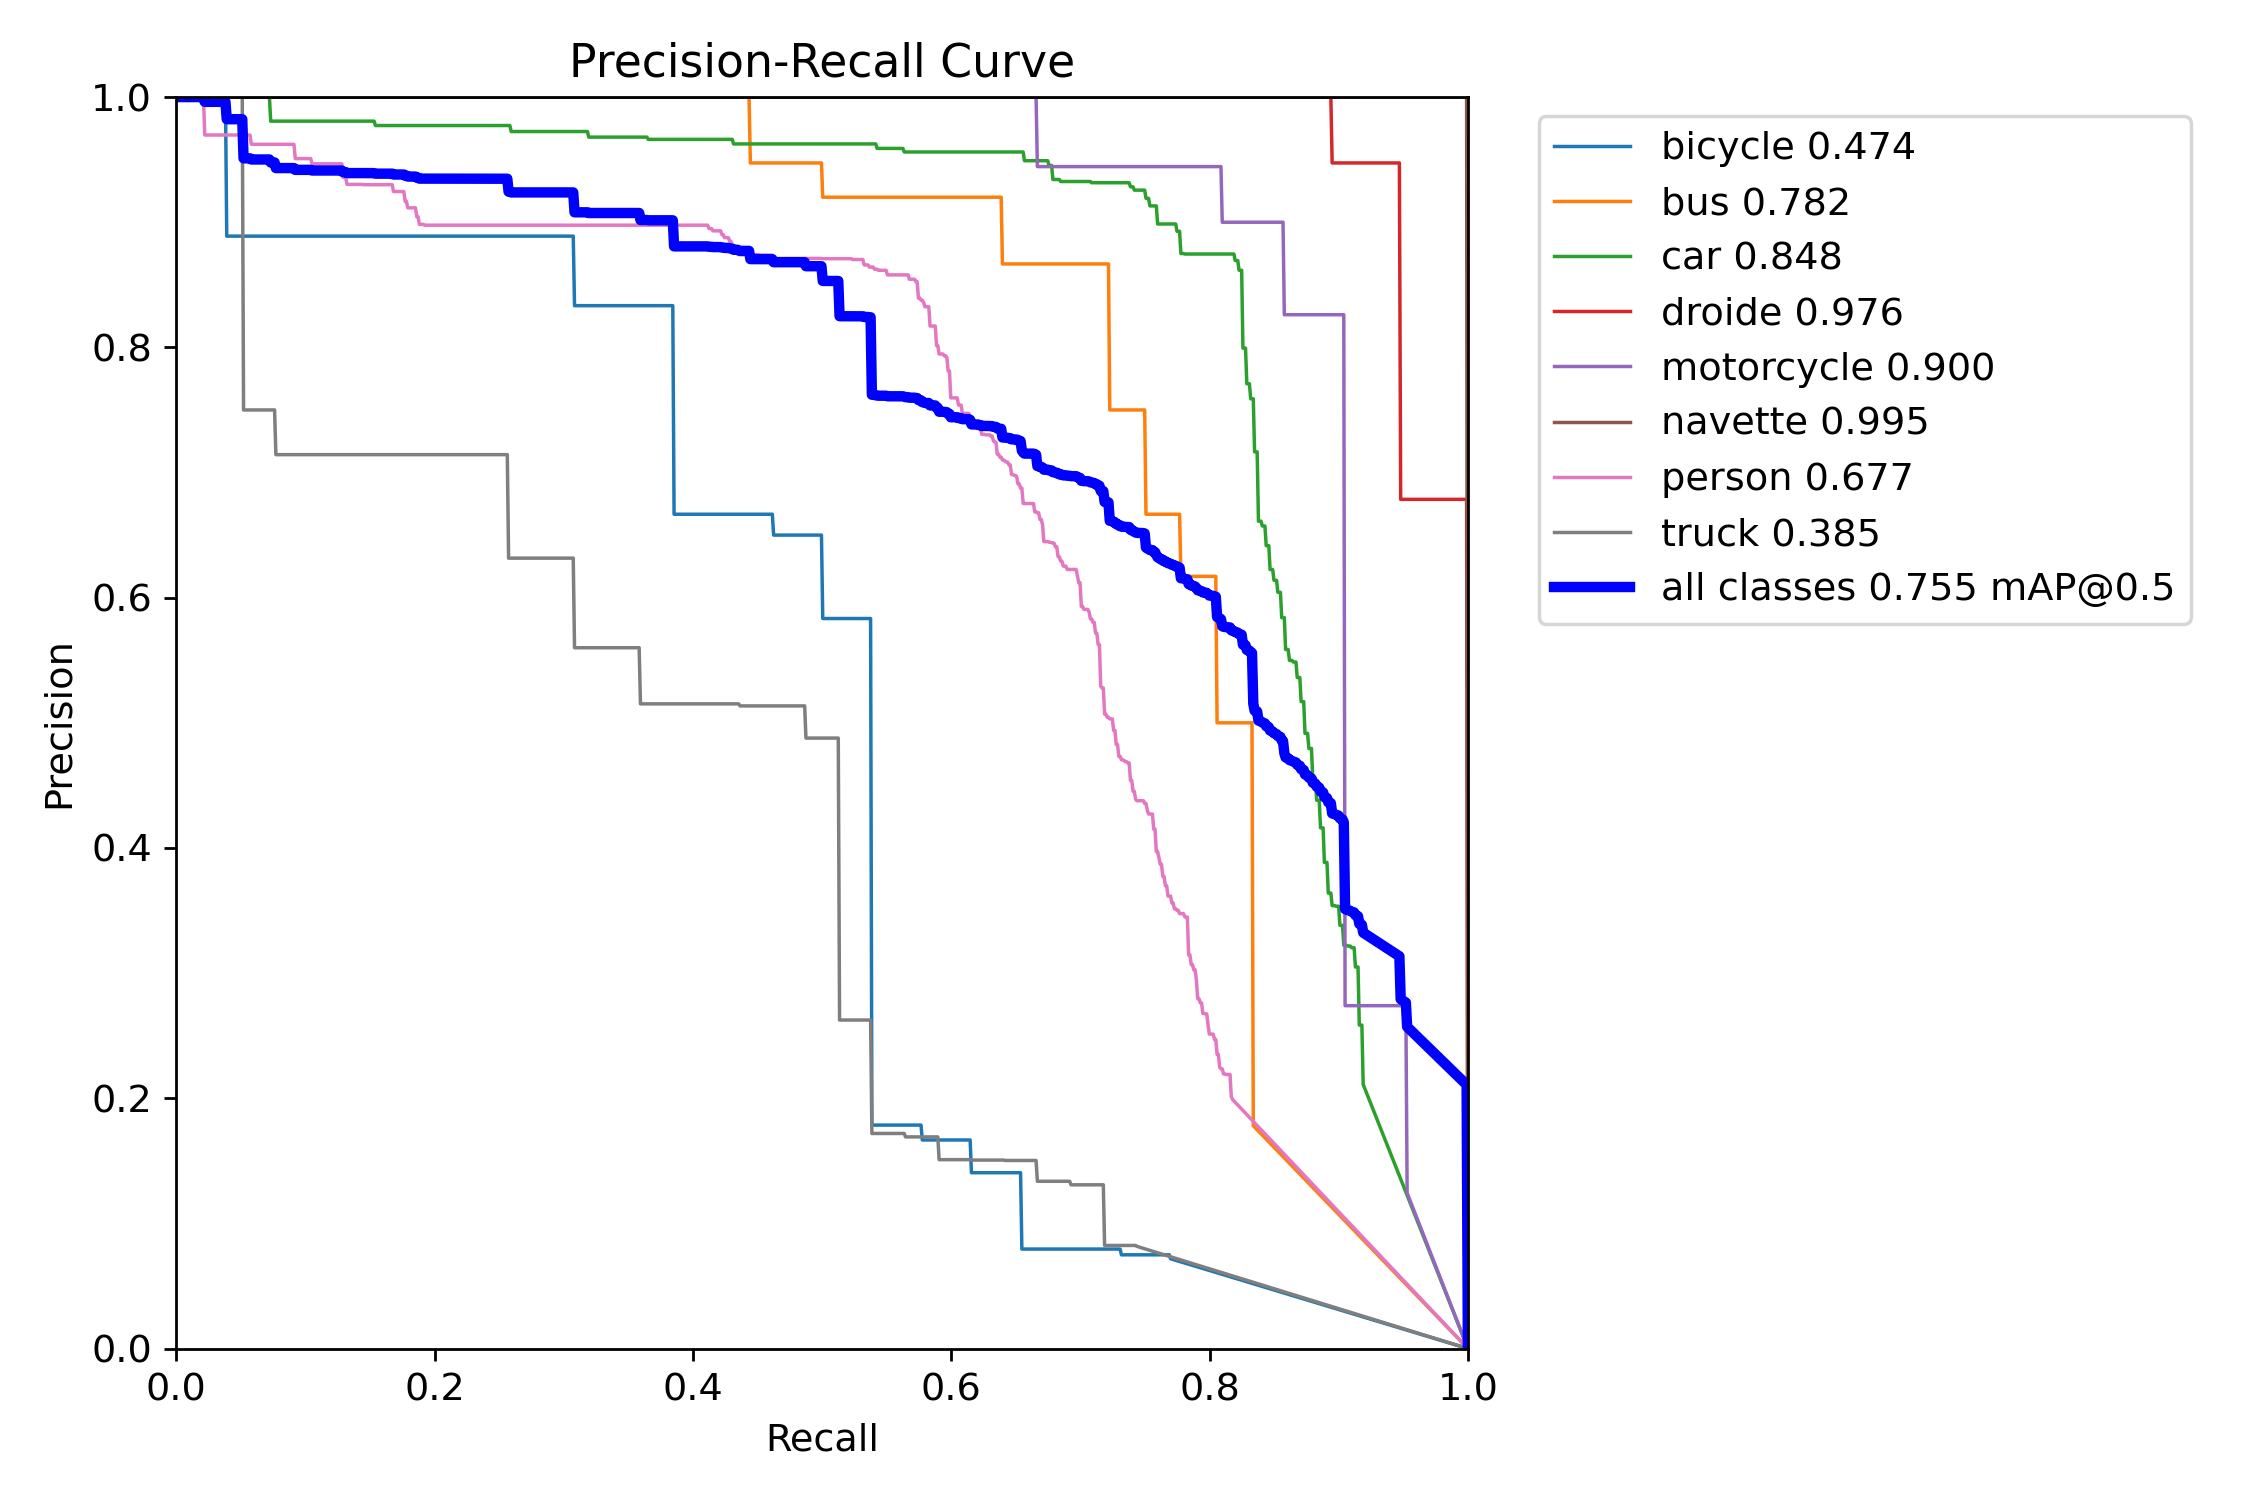 Precision-Recall Curve
1.0
0.8
0.6
0.4
0.2
0.0
Precision
0.0 0.2 0.4 0.6 0.8 1.0
Recall
bicycle 0.474
bus 0.782
car 0.848
droide 0.976
motorcycle 0.900
navette 0.995
person 0.677
truck 0.385
all classes 0.755 mAP@0.5